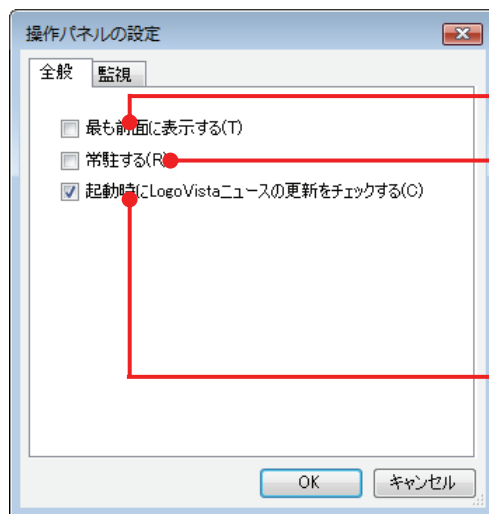 操作パネルの設定
全般 監視
最も前面に表示する(T)
常駐する(R)
起動時にLogoVistaニュースの更新をチェックする(C)
OK キャンセル